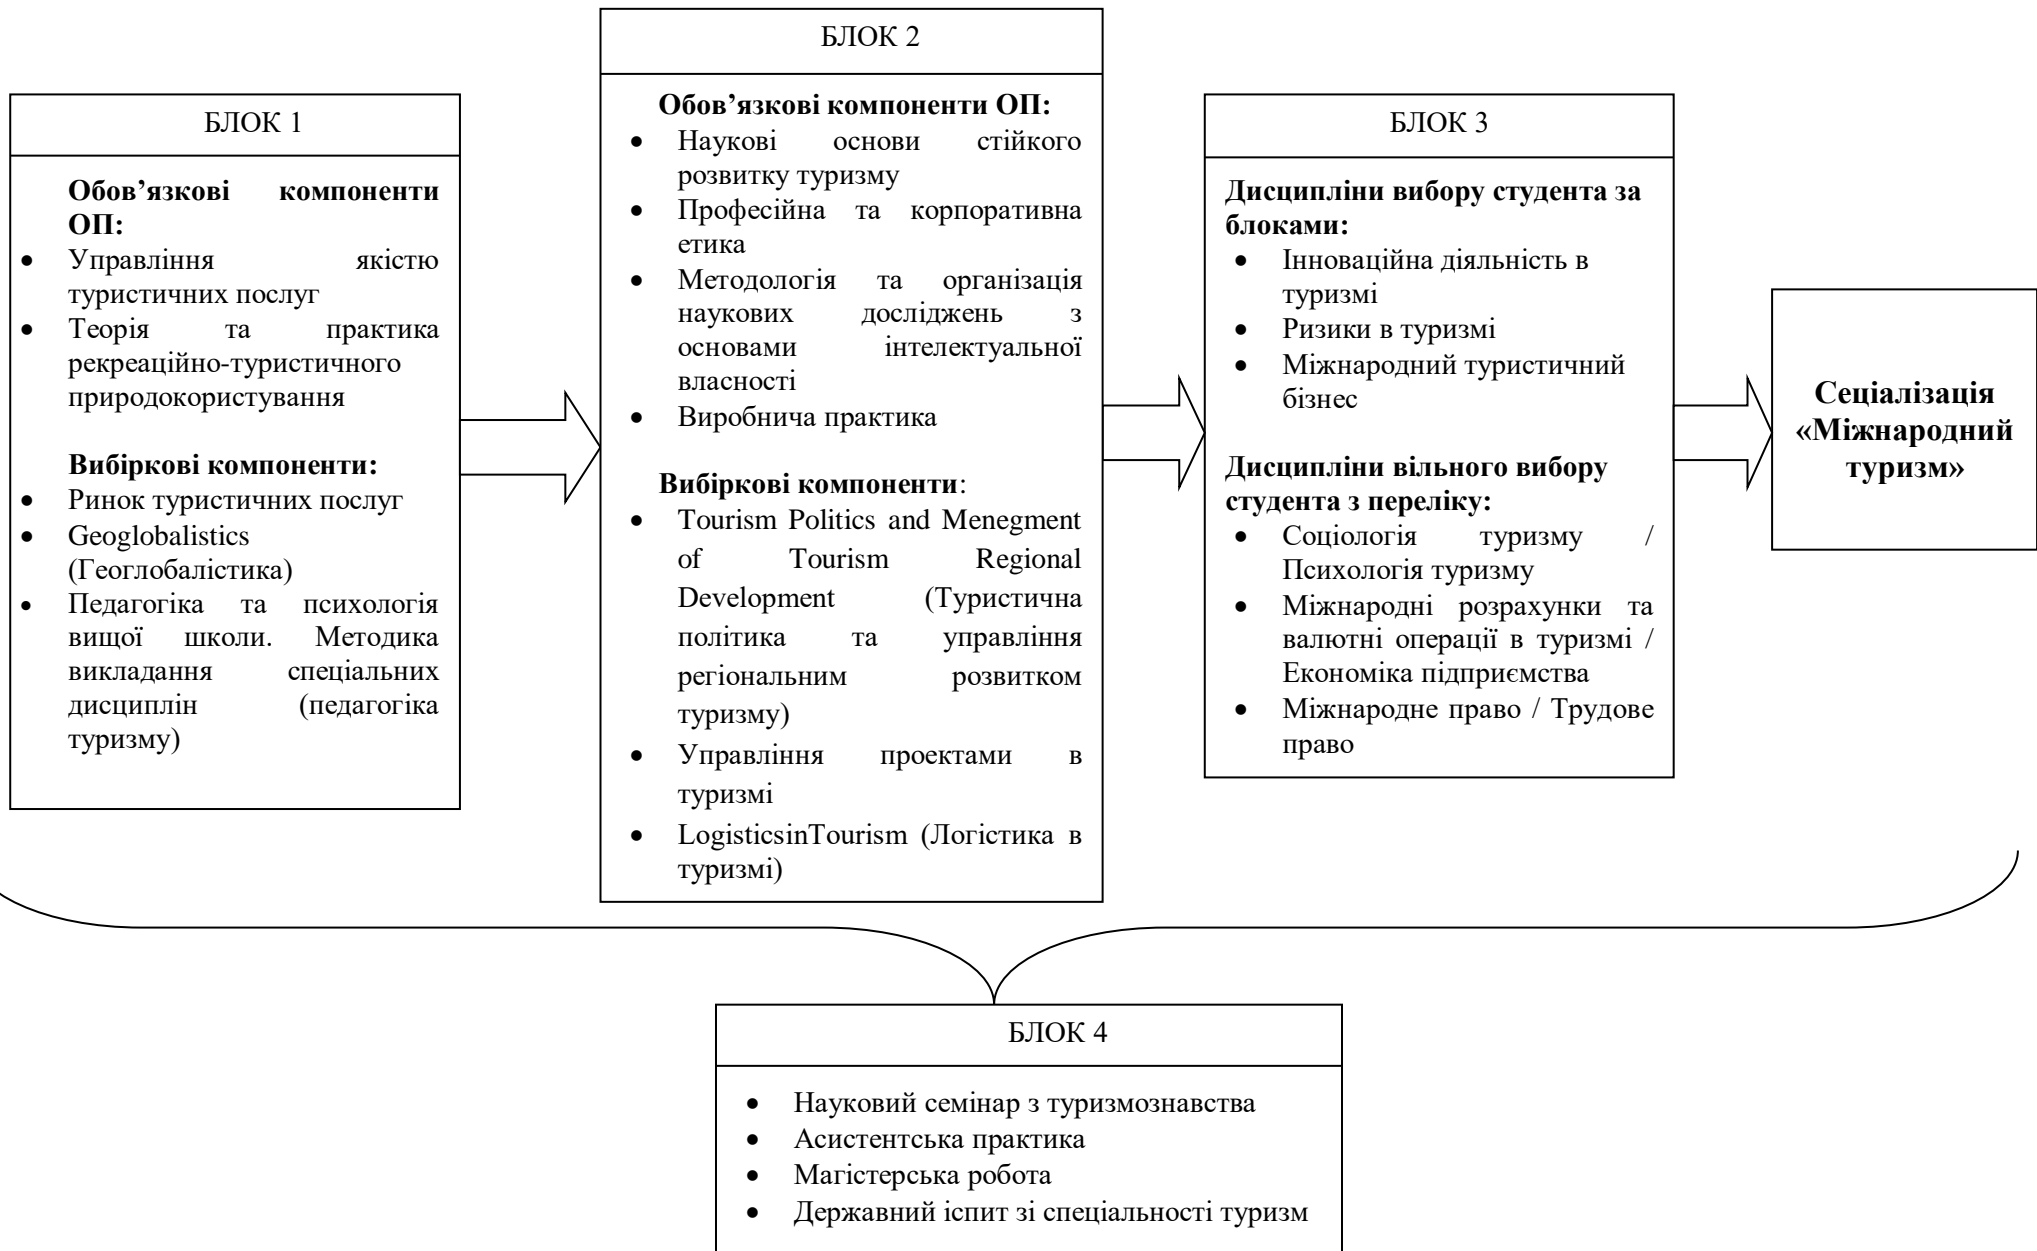 БЛОК 1
Обов’язкові компоненти
ОП:
• Управління якістю
туристичних послуг
• Теорія та практика
рекреаційно-туристичного
природокористування
Вибіркові компоненти:
• Ринок туристичних послуг
• Geoglobalistics
(Геоглобалістика)
• Педагогіка та психологія
вищої школи. Методика
викладання спеціальних
дисциплін (педагогіка
туризму)
БЛОК 2
Обов’язкові компоненти ОП:
• Наукові основи стійкого
розвитку туризму
• Професійна та корпоративна
етика
• Методологія та організація
наукових досліджень з
основами інтелектуальної
власності
• Виробнича практика
Вибіркові компоненти:
• Tourism Politics and Menegment
of Tourism Regional
Development (Туристична
політика та управління
регіональним розвитком
туризму)
• Управління проектами в
туризмі
• LogisticsinTourism (Логістика в
туризмі)
БЛОК 3
Дисципліни вибору студента за
блоками:
• Інноваційна діяльність в
туризмі
• Ризики в туризмі
• Міжнародний туристичний
бізнес
Дисципліни вільного вибору
студента з переліку:
• Соціологія туризму /
Психологія туризму
• Міжнародні розрахунки та
валютні операції в туризмі /
Економіка підприємства
• Міжнародне право / Трудове
право
Сеціалізація
«Міжнародний
туризм»
БЛОК 4
• Науковий семінар з туризмознавства
• Асистентська практика
• Магістерська робота
• Державний іспит зі спеціальності туризм